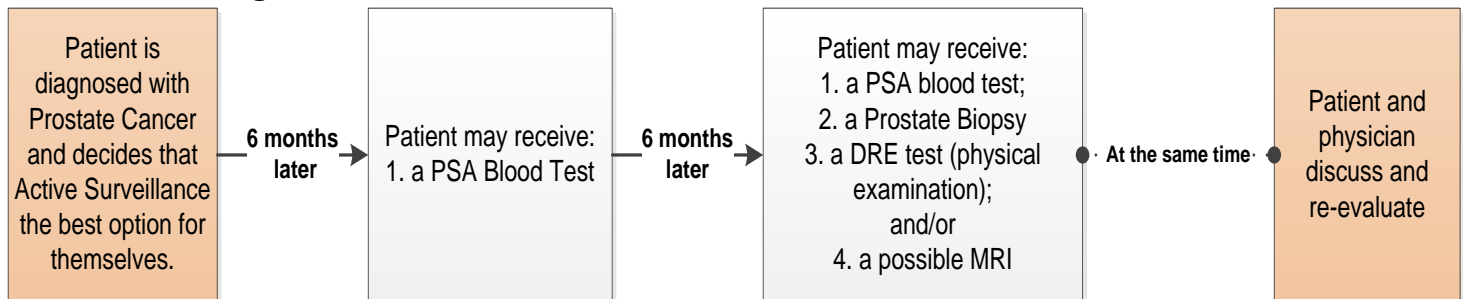 Patient is
diagnosed with
Prostate Cancer
and decides that
Active Surveillance
the best option for
themselves.
6 months
later
Patient may receive:
1. a PSA Blood Test
6 months
later
Patient may receive:
1. a PSA blood test;
2. a Prostate Biopsy
3. a DRE test (physical
examination);
and/or
4. a possible MRI
At the same time
Patient and
physician
discuss and
re-evaluate